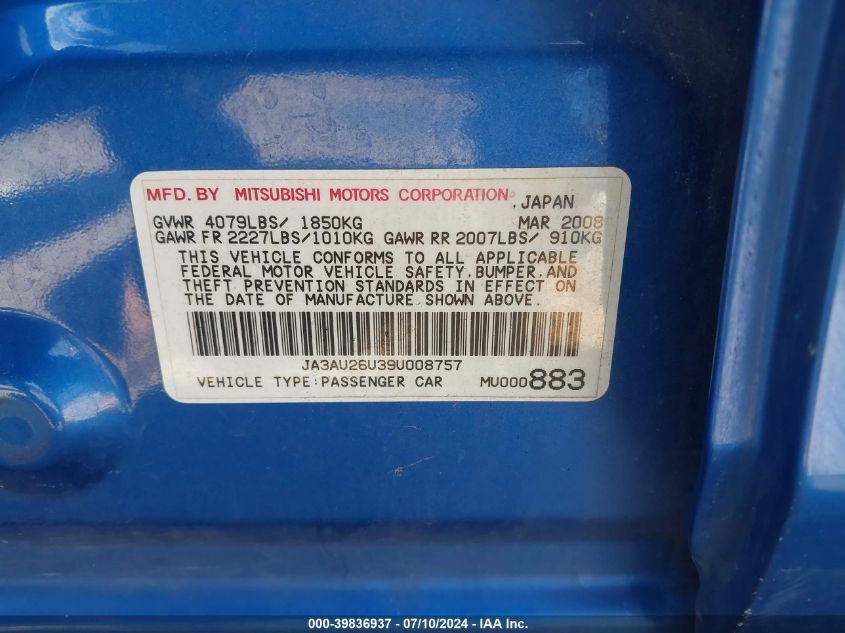 MFD. BY MITSUBISHI MOTORS CORPORATION , JAPAN
GVWR 4079LBS/ 1850KG MAR 2008
GAWR FR 2227LBS/1010KG GAWR RR 2007LBS/ 910KG
THIS VEHICLE CONFORMS TO ALL APPLICABLE
FEDERAL MOTOR VEHICLE SAFETY, BUMPER, AND
THEFT PREVENTION STANDARDS IN EFFECT ON
THE DATE OF MANUFACTURE SHOWN ABOVE.
JA3AU26U39U008757
VEHICLE TYPE:PASSENGER CAR MU000883
000-39836937 - 07/10/2024 - IAA Inc.